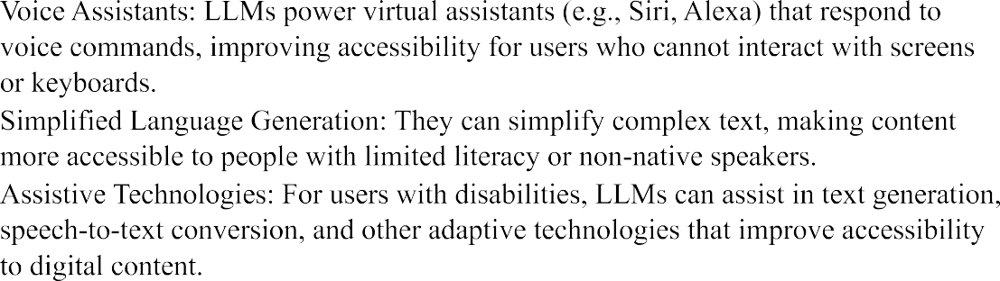 Voice Assistants: LLMs power virtual assistants (e.g., Siri, Alexa) that respond to
voice commands, improving accessibility for users who cannot interact with screens
or keyboards.
Simplified Language Generation: They can simplify complex text, making content
more accessible to people with limited literacy or non-native speakers.
Assistive Technologies: For users with disabilities, LLMs can assist in text generation,
speech-to-text conversion, and other adaptive technologies that improve accessibility
to digital content.